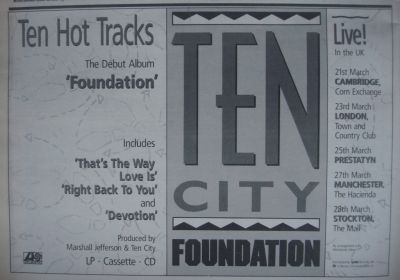 Ten Hot Tracks
The Debut Album
'Foundation'
Includes
'That's The Way
Love Is'
'Right Back To You'
and
'Devotion'
Produced by
Marshall Jefferson & Ten City
LP · Cassette · CD
TEN
CITY
FOUNDATION
Live!
In the UK
21st March
CAMBRIDGE,
Corn Exchange
23rd March
LONDON,
Town and
Country Club
25th March
PRESTATYN
27th March
MANCHESTER,
The Hacienda
28th March
STOCKTON,
The Mall